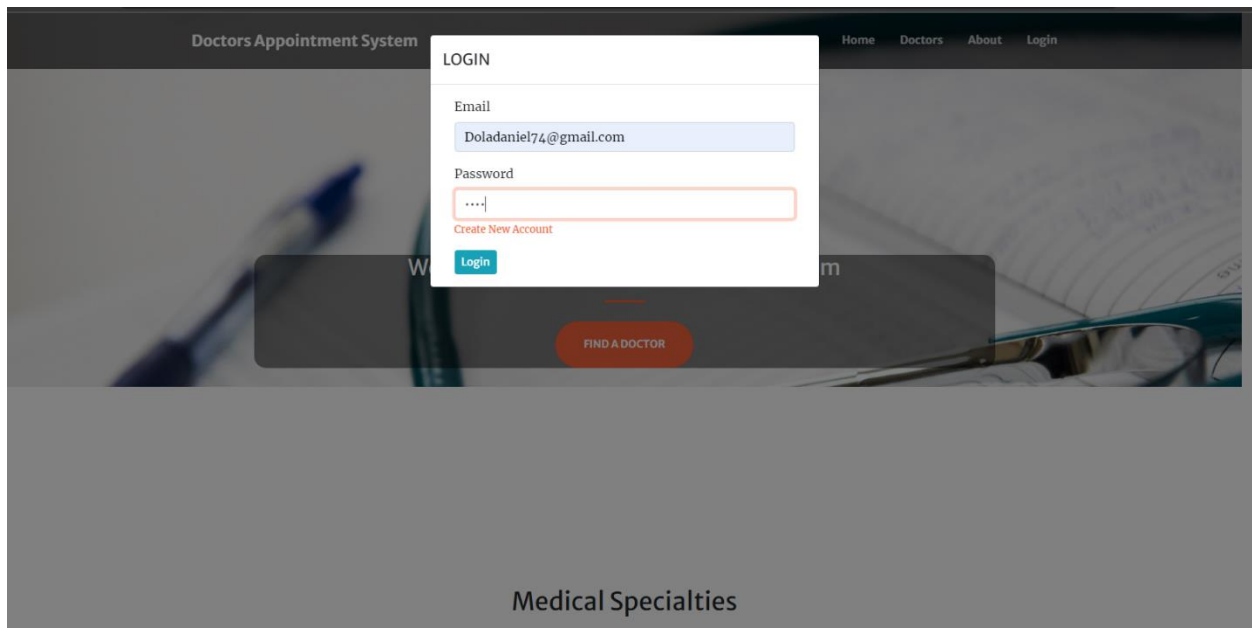 Doctors Appointment System
Home Doctors About Login
LOGIN
Email
Doladaniel74@gmail.com
Password
····
Create New Account
Login
FIND A DOCTOR
Medical Specialties